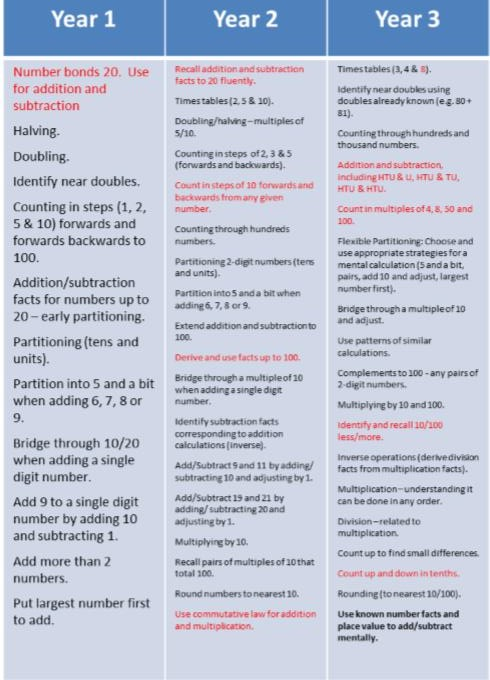 Year 1
Number bonds 20. Use
for addition and
subtraction
Halving.
Doubling.
Identify near doubles.
Counting in steps (1, 2,
5 & 10) forwards and
forwards backwards to
100.
Addition/subtraction
facts for numbers up to
20 – early partitioning.
Partitioning (tens and
units).
Partition into 5 and a bit
when adding 6, 7, 8 or
9.
Bridge through 10/20
when adding a single
digit number.
Add 9 to a single digit
number by adding 10
and subtracting 1.
Add more than 2
numbers.
Put largest number first
to add.
Year 2
Recall addition and subtraction
facts to 20 fluently.
Times tables (2, 5 & 10).
Doubling/halving – multiples of
5/10.
Counting in steps of 2, 3 & 5
(forwards and backwards).
Count in steps of 10 forwards and
backwards from any given
number.
Counting through hundreds
numbers.
Partitioning 2-digit numbers (tens
and units).
Partition into 5 and a bit when
adding 6, 7, 8 or 9.
Extend addition and subtraction to
100.
Derive and use facts up to 100.
Bridge through a multiple of 10
when adding a single digit
number.
Identify subtraction facts
corresponding to addition
calculations (inverse).
Add/Subtract 9 and 11 by adding/
subtracting 10 and adjusting by 1.
Add/Subtract 19 and 21 by
adding/ subtracting 20 and
adjusting by 1.
Multiplying by 10.
Recall pairs of multiples of 10 that
total 100.
Round numbers to nearest 10.
Use commutative law for addition
and multiplication.
Year 3
Times tables (3, 4 & 8).
Identify near doubles using
doubles already known (e.g. 80 +
81).
Counting through hundreds and
thousand numbers.
Addition and subtraction,
including HTU & U, HTU & TU,
HTU & HTU.
Count in multiples of 4, 8, 50 and
100.
Flexible Partitioning: Choose and
use appropriate strategies for a
mental calculation (5 and a bit,
pairs, add 10 and adjust, largest
number first).
Bridge through a multiple of 10
and adjust.
Use patterns of similar
calculations.
Complements to 100 - any pairs of
2-digit numbers.
Multiplying by 10 and 100.
Identify and recall 10/100
less/more.
Inverse operations (derive division
facts from multiplication facts).
Multiplication – understanding it
can be done in any order.
Division – related to
multiplication.
Count up to find small differences.
Count up and down in tenths.
Rounding (to nearest 10/100).
Use known number facts and
place value to add/subtract
mentally.